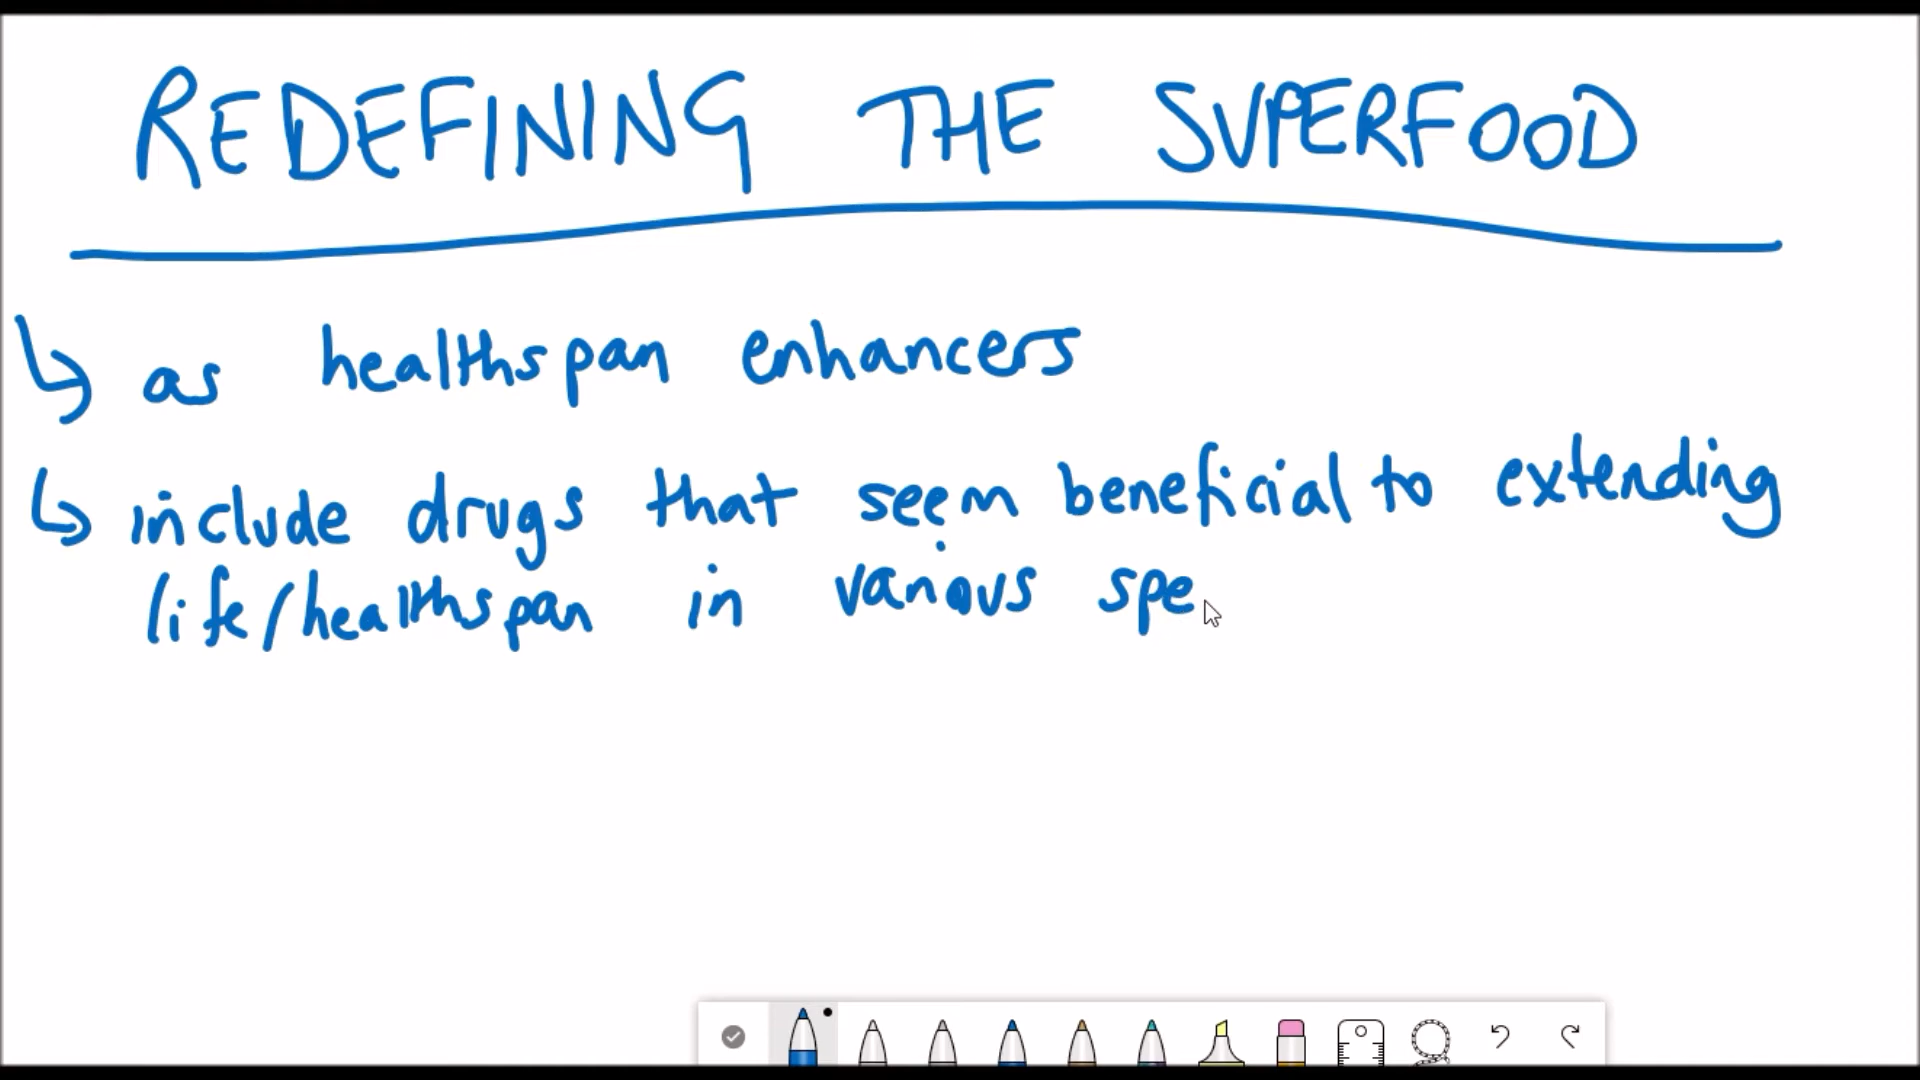 REDEFINING THE SUPERFOOD
↳ as healthspan enhancers
↳ include drugs that seem beneficial to extending
life/healthspan in various spe